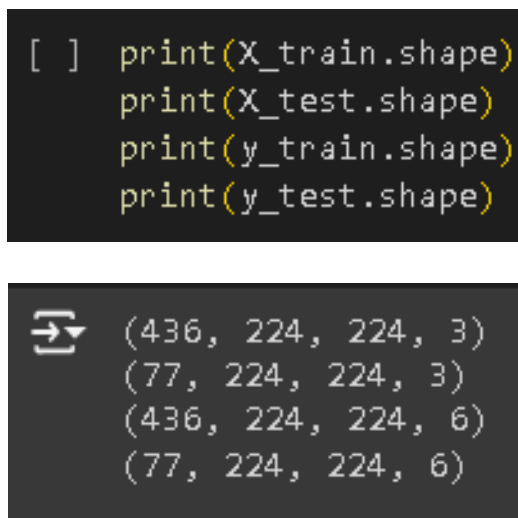 [ ] print(X_train.shape)
print(X_test.shape)
print(y_train.shape)
print(y_test.shape)
(436, 224, 224, 3)
(77, 224, 224, 3)
(436, 224, 224, 6)
(77, 224, 224, 6)